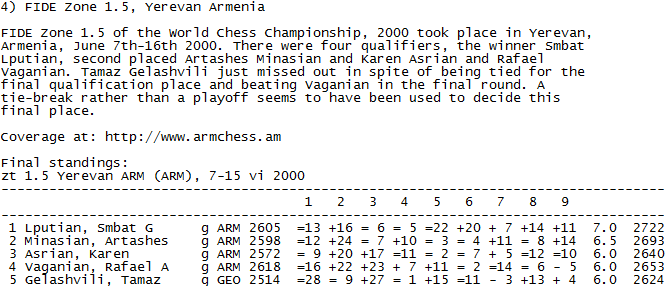 4) FIDE Zone 1.5, Yerevan Armenia
FIDE Zone 1.5 of the World Chess Championship, 2000 took place in Yerevan,
Armenia, June 7th-16th 2000. There were four qualifiers, the winner Smbat
Lputian, second placed Artashes Minasian and Karen Asrian and Rafael
Vaganian. Tamaz Gelashvili just missed out in spite of being tied for the
final qualification place and beating Vaganian in the final round. A
tie-break rather than a playoff seems to have been used to decide this
final place.
Coverage at: http://www.armchess.am
Final standings:
zt 1.5 Yerevan ARM (ARM), 7-15 vi 2000
--------------------------------------------------------------------------------
1 2 3 4 5 6 7 8 9
--------------------------------------------------------------------------------
1 Lputian, Smbat G g ARM 2605 =13 +16 = 6 = 5 =22 +20 + 7 +14 +11 7.0 2722
2 Minasian, Artashes g ARM 2598 =12 +24 = 7 +10 = 3 = 4 +11 = 8 +14 6.5 2693
3 Asrian, Karen g ARM 2572 = 9 +20 +17 =11 = 2 = 7 + 5 =12 =10 6.0 2640
4 Vaganian, Rafael A g ARM 2618 =16 +22 +23 + 7 +11 = 2 =14 = 6 - 5 6.0 2653
5 Gelashvili, Tamaz g GEO 2514 =28 = 9 +27 = 1 +15 =11 - 3 +13 + 4 6.0 2624